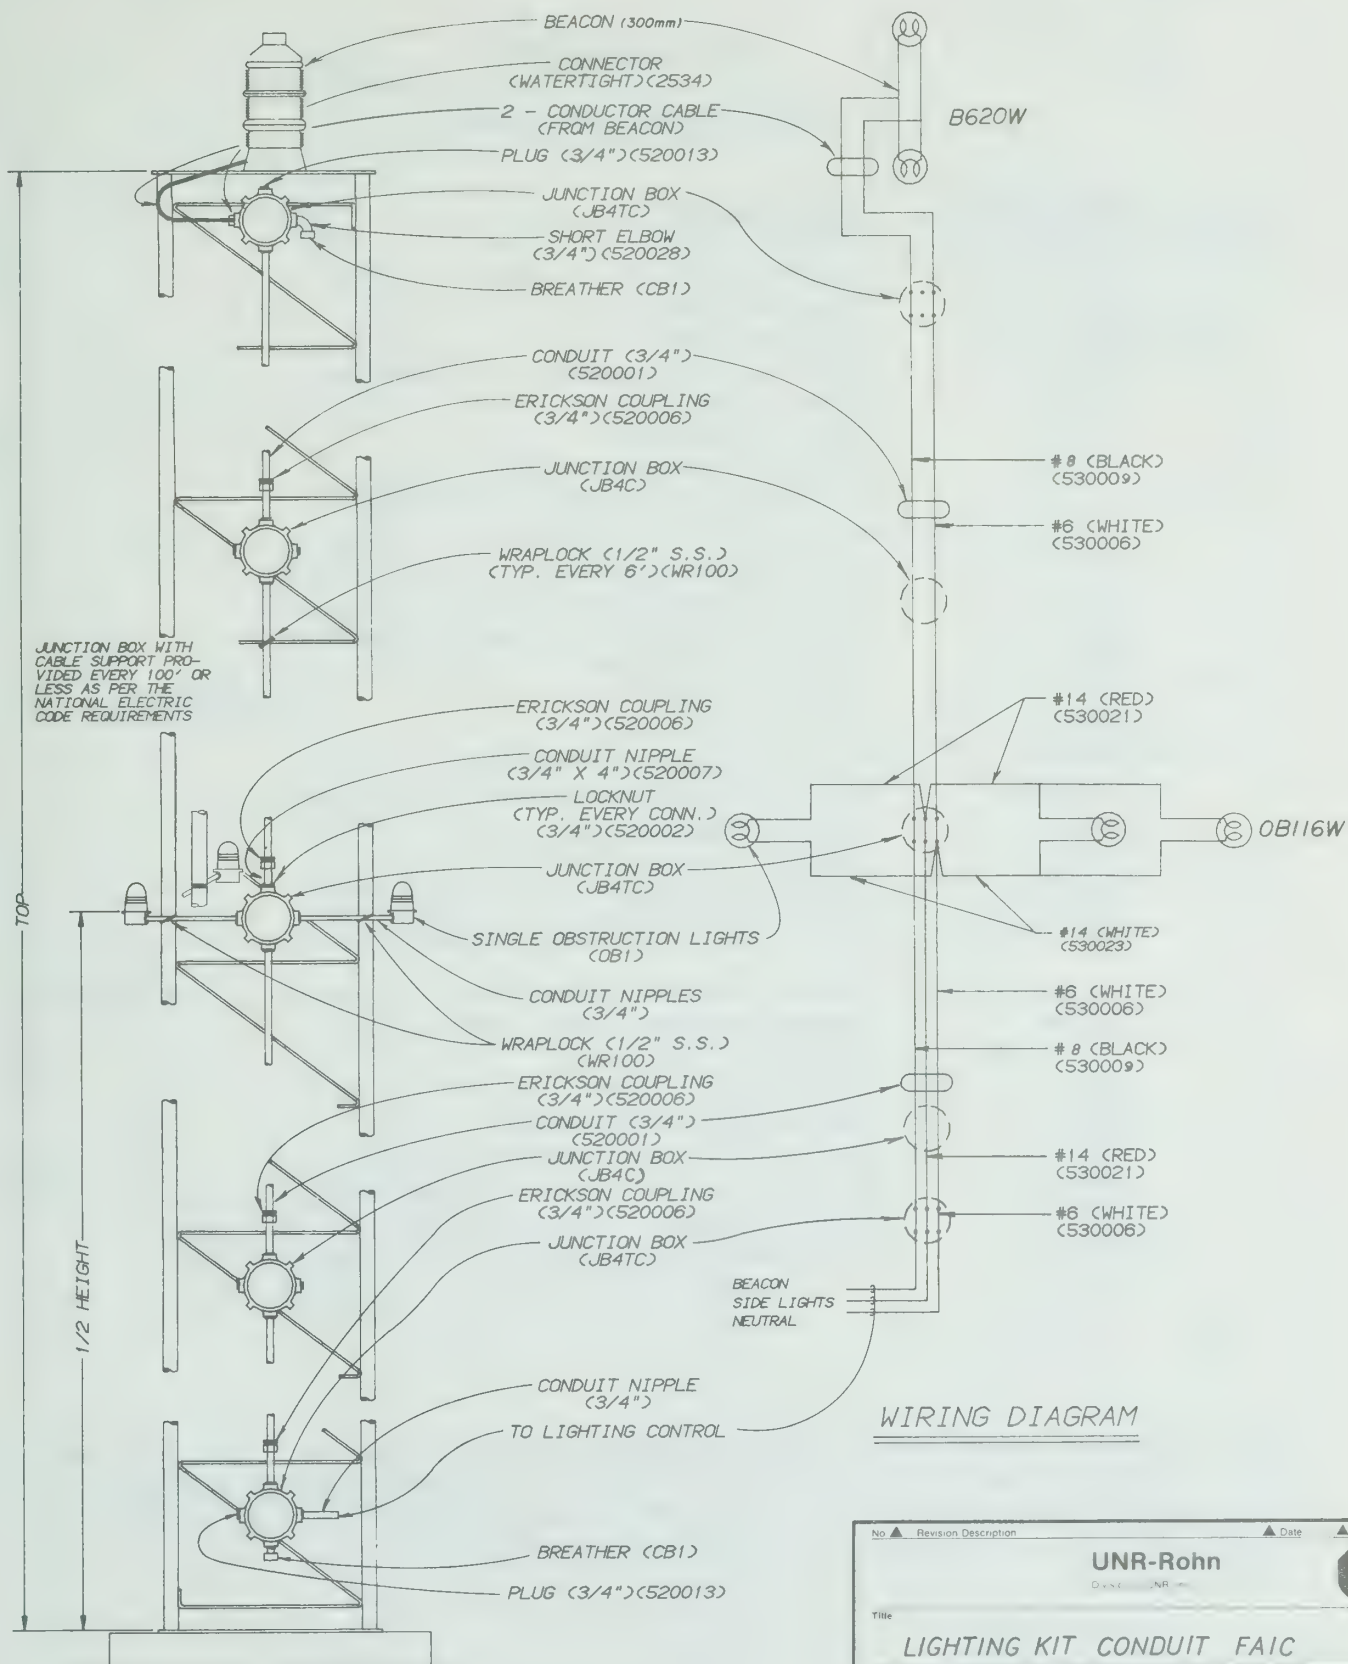 BEACON (300mm)
CONNECTOR
(WATERTIGHT)(2534)
2 - CONDUCTOR CABLE
(FROM BEACON)
PLUG (3/4")(520013)
JUNCTION BOX
(JB4TC)
SHORT ELBOW
(3/4")(520028)
BREATHER (CB1)
CONDUIT (3/4")
(520001)
ERICKSON COUPLING
(3/4")(520006)
JUNCTION BOX
(JB4C)
WRAPLOCK (1/2" S.S.)
(TYP. EVERY 6')(WR100)
JUNCTION BOX WITH
CABLE SUPPORT PRO-
VIDED EVERY 100' OR
LESS AS PER THE
NATIONAL ELECTRIC
CODE REQUIREMENTS
ERICKSON COUPLING
(3/4")(520006)
CONDUIT NIPPLE
(3/4" X 4")(520007)
LOCKNUT
(TYP. EVERY CONN.)
(3/4")(520002)
JUNCTION BOX
(JB4TC)
SINGLE OBSTRUCTION LIGHTS
(OB1)
CONDUIT NIPPLES
(3/4")
WRAPLOCK (1/2" S.S.)
(WR100)
ERICKSON COUPLING
(3/4")(520006)
CONDUIT (3/4")
(520001)
JUNCTION BOX
(JB4C)
ERICKSON COUPLING
(3/4")(520006)
JUNCTION BOX
(JB4TC)
CONDUIT NIPPLE
(3/4")
TO LIGHTING CONTROL
BREATHER (CB1)
PLUG (3/4")(520013)
TOP
1/2 HEIGHT
B620W
#8 (BLACK)
(530009)
#6 (WHITE)
(530006)
#14 (RED)
(530021)
OB116W
#14 (WHITE)
(530023)
#6 (WHITE)
(530006)
#8 (BLACK)
(530009)
#14 (RED)
(530021)
#6 (WHITE)
(530006)
BEACON
SIDE LIGHTS
NEUTRAL
WIRING DIAGRAM
No ▲ Revision Description ▲ Date ▲
UNR-Rohn
Title
LIGHTING KIT CONDUIT FAIC